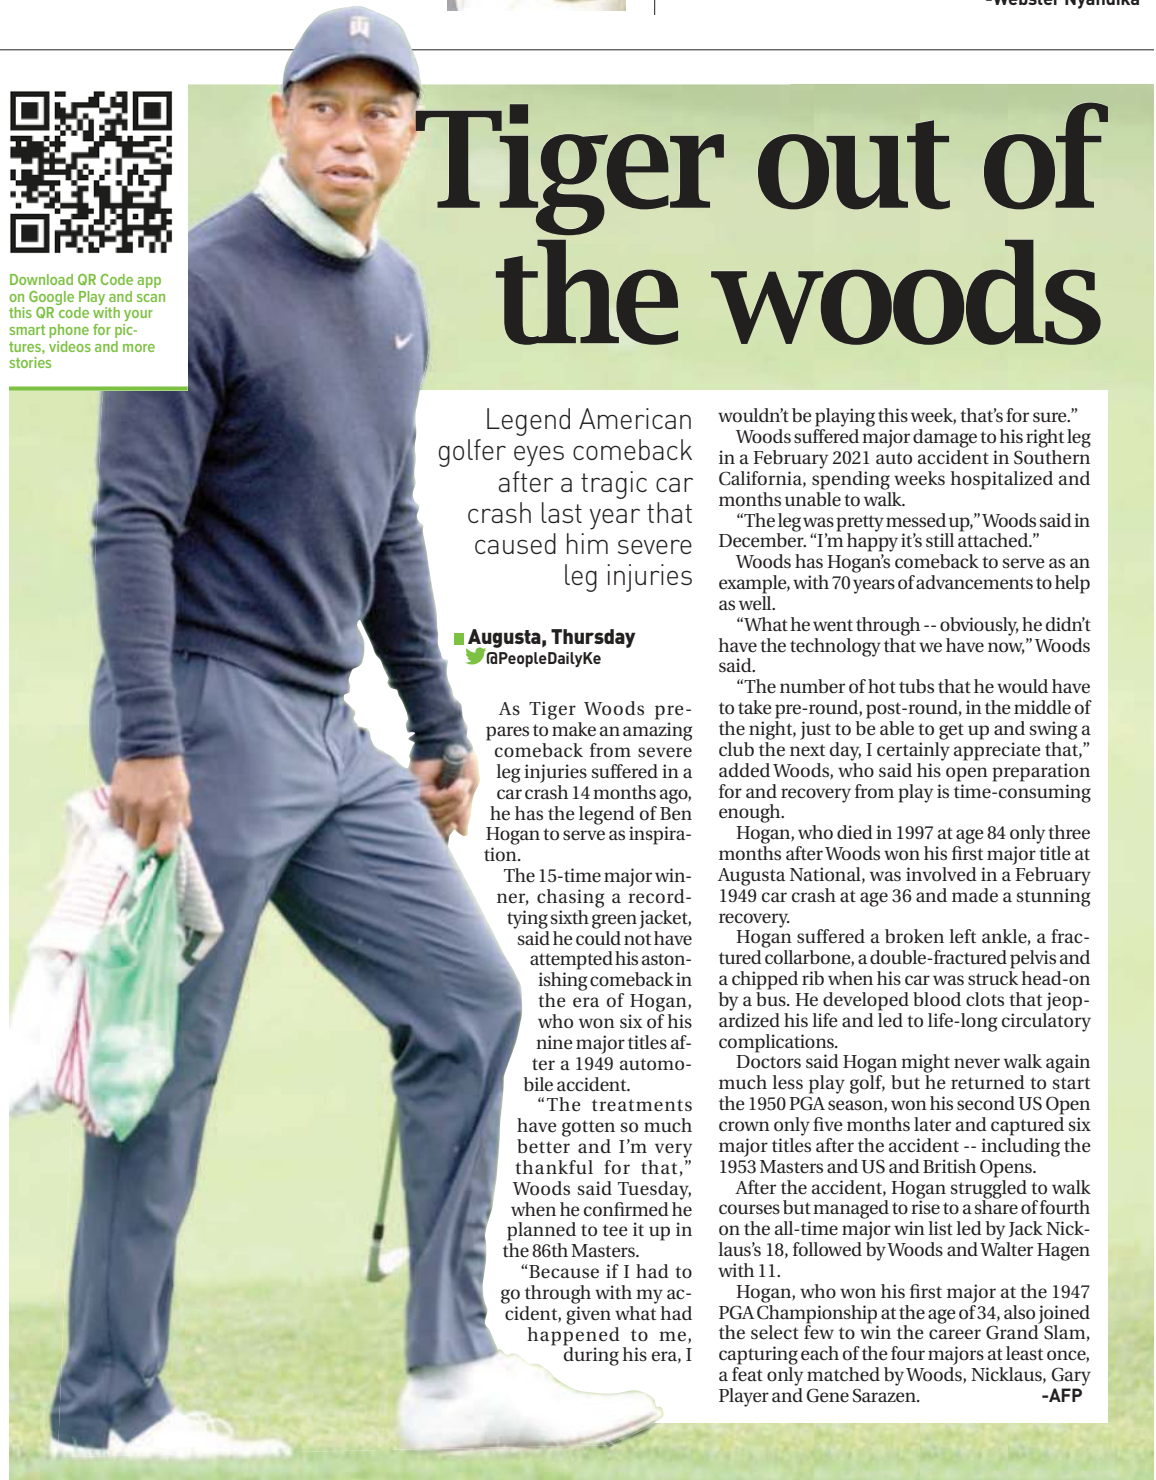 -Webster Nyandika
TW
Tiger out of
the woods
Download QR Code app
on Google Play and scan
this QR code with your
smart phone for pic-
tures, videos and more
stories
Legend American
golfer eyes comeback
after a tragic car
crash last year that
caused him severe
leg injuries
Augusta, Thursday
@PeopleDailyKe
As Tiger Woods pre-
pares to make an amazing
comeback from severe
leg injuries suffered in a
car crash 14 months ago,
he has the legend of Ben
Hogan to serve as inspira-
tion.
The 15-time major win-
ner, chasing a record-
tying sixth green jacket,
said he could not have
attempted his aston-
ishing comeback in
the era of Hogan,
who won six of his
nine major titles af-
ter a 1949 automo-
bile accident.
“The treatments
have gotten so much
better and I’m very
thankful for that,”
Woods said Tuesday,
when he confirmed he
planned to tee it up in
the 86th Masters.
“Because if I had to
go through with my ac-
cident, given what had
happened to me,
during his era, I
wouldn’t be playing this week, that’s for sure.”
Woods suffered major damage to his right leg
in a February 2021 auto accident in Southern
California, spending weeks hospitalized and
months unable to walk.
“The leg was pretty messed up,” Woods said in
December. “I’m happy it’s still attached.”
Woods has Hogan’s comeback to serve as an
example, with 70 years of advancements to help
as well.
“What he went through -- obviously, he didn’t
have the technology that we have now,” Woods
said.
“The number of hot tubs that he would have
to take pre-round, post-round, in the middle of
the night, just to be able to get up and swing a
club the next day, I certainly appreciate that,”
added Woods, who said his open preparation
for and recovery from play is time-consuming
enough.
Hogan, who died in 1997 at age 84 only three
months after Woods won his first major title at
Augusta National, was involved in a February
1949 car crash at age 36 and made a stunning
recovery.
Hogan suffered a broken left ankle, a frac-
tured collarbone, a double-fractured pelvis and
a chipped rib when his car was struck head-on
by a bus. He developed blood clots that jeop-
ardized his life and led to life-long circulatory
complications.
Doctors said Hogan might never walk again
much less play golf, but he returned to start
the 1950 PGA season, won his second US Open
crown only five months later and captured six
major titles after the accident -- including the
1953 Masters and US and British Opens.
After the accident, Hogan struggled to walk
courses but managed to rise to a share of fourth
on the all-time major win list led by Jack Nick-
laus’s 18, followed by Woods and Walter Hagen
with 11.
Hogan, who won his first major at the 1947
PGA Championship at the age of 34, also joined
the select few to win the career Grand Slam,
capturing each of the four majors at least once,
a feat only matched by Woods, Nicklaus, Gary
Player and Gene Sarazen. -AFP